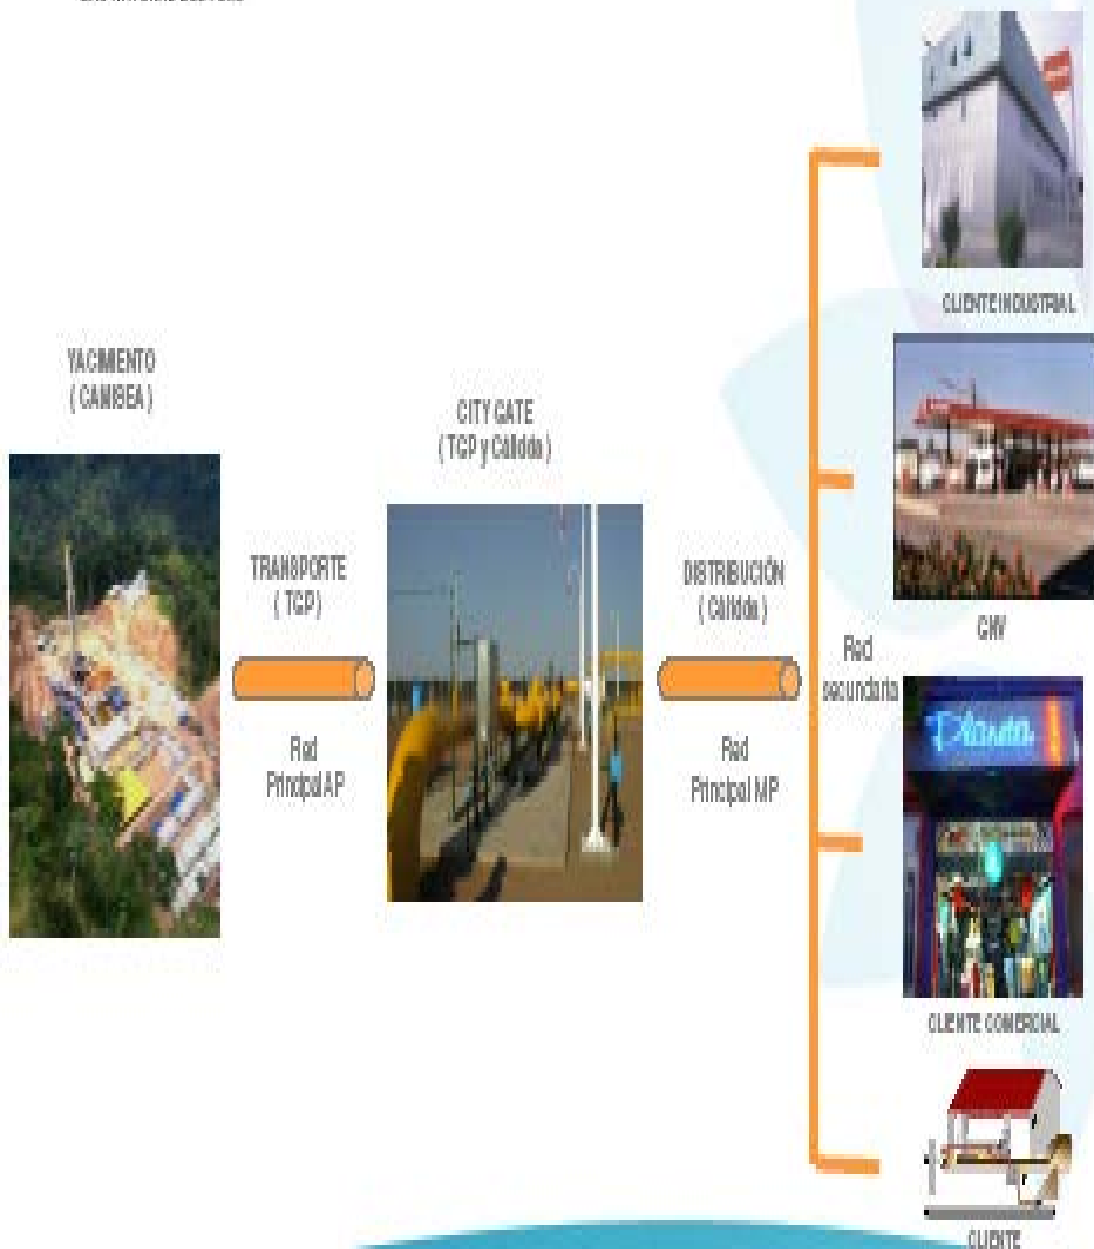 YACIMIENTO
( CAMISEA )
CITY GATE
( TGP y Cálidda )
TRANSPORTE
( TGP )
Red
Principal AP
DISTRIBUCIÓN
( Cálidda )
Red
Principal MP
Red
secundaria
CLIENTE INDUSTRIAL
GNV
CLIENTE COMERCIAL
CLIENTE